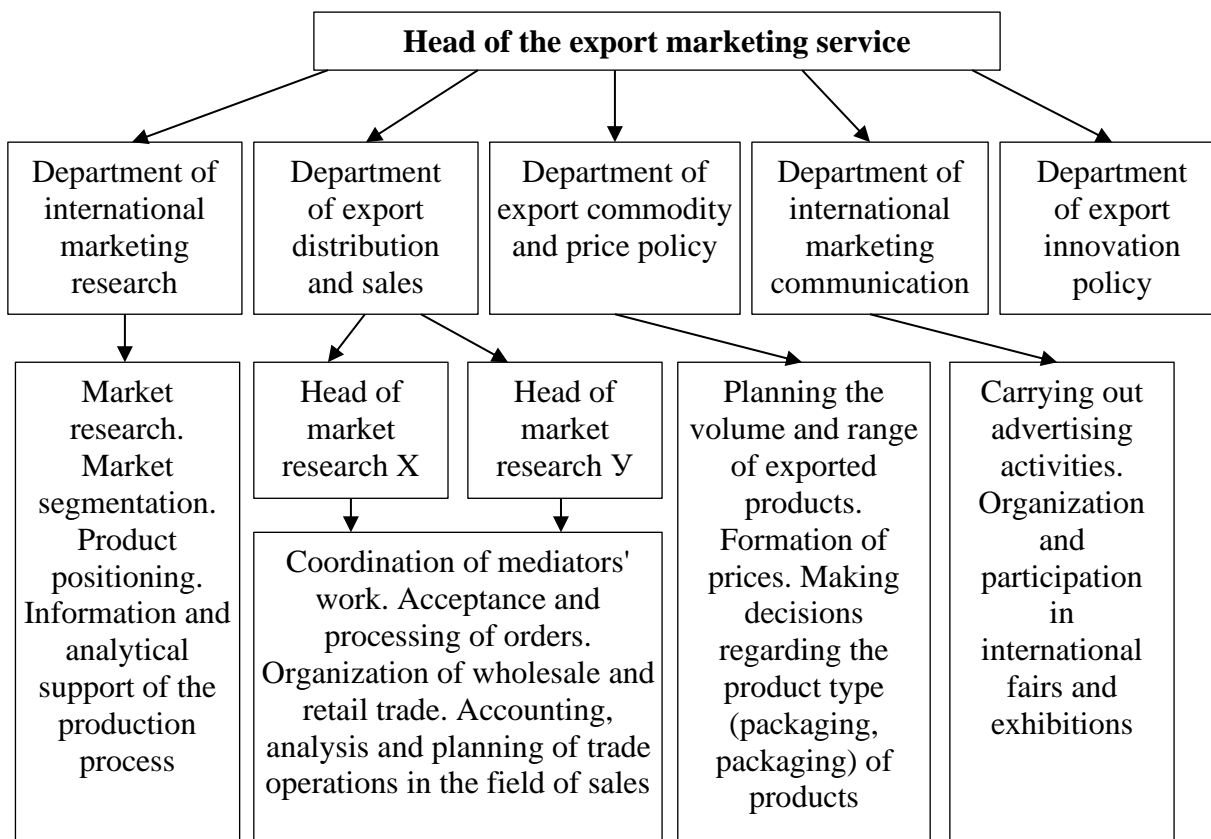 Head of the export marketing service
Department of
international
marketing
research
Department
of export
distribution
and sales
Department of
export commodity
and price policy
Department of
international
marketing
communication
Department
of export
innovation
policy
Market
research.
Market
segmentation.
Product
positioning.
Information and
analytical
support of the
production
process
Head of
market
research X
Head of
market
research У
Coordination of mediators'
work. Acceptance and
processing of orders.
Organization of wholesale and
retail trade. Accounting,
analysis and planning of trade
operations in the field of sales
Planning the
volume and range
of exported
products.
Formation of
prices. Making
decisions
regarding the
product type
(packaging,
packaging) of
products
Carrying out
advertising
activities.
Organization
and
participation
in
international
fairs and
exhibitions